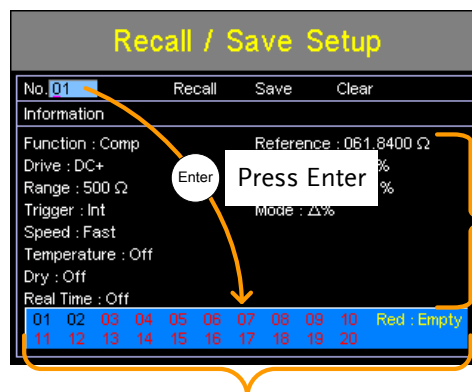 Recall / Save Setup
No. 01 Recall Save Clear
Information
Function : Comp Reference : 061.8400 Ω
Drive : DC+ %
Range : 500 Ω %
Trigger : Int Mode : Δ%
Speed : Fast
Temperature : Off
Dry : Off
Real Time : Off
Enter
Press Enter
01 02 03 04 05 06 07 08 09 10 Red : Empty
11 12 13 14 15 16 17 18 19 20